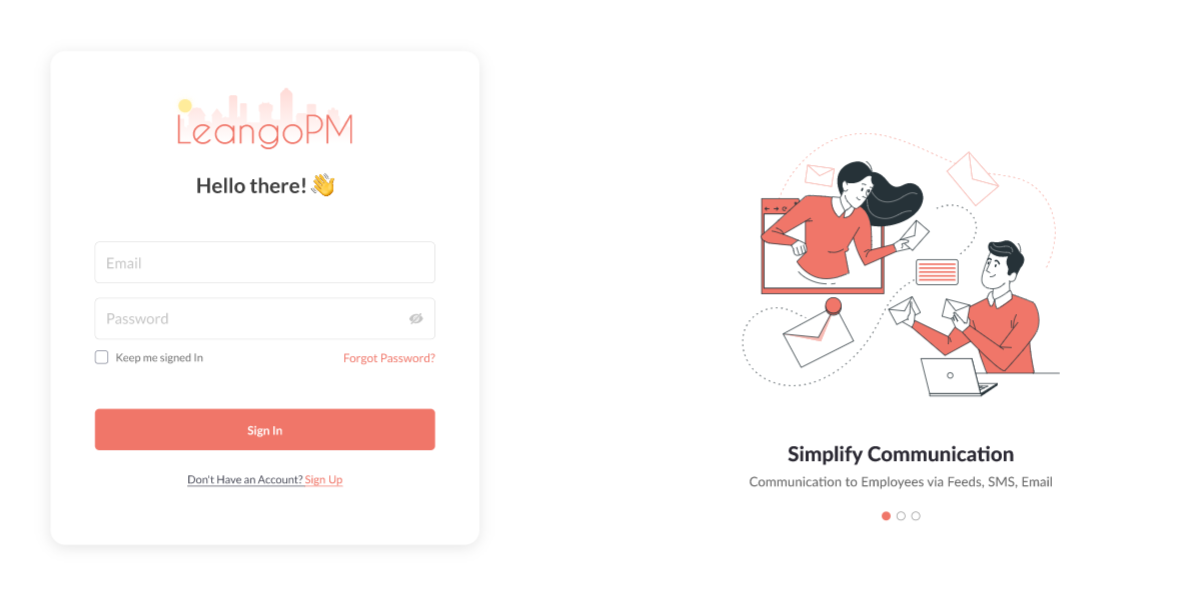 LeangoPM
Hello there! 👋
Email
Password
Keep me signed In
Forgot Password?
Sign In
Don't Have an Account? Sign Up
Simplify Communication
Communication to Employees via Feeds, SMS, Email